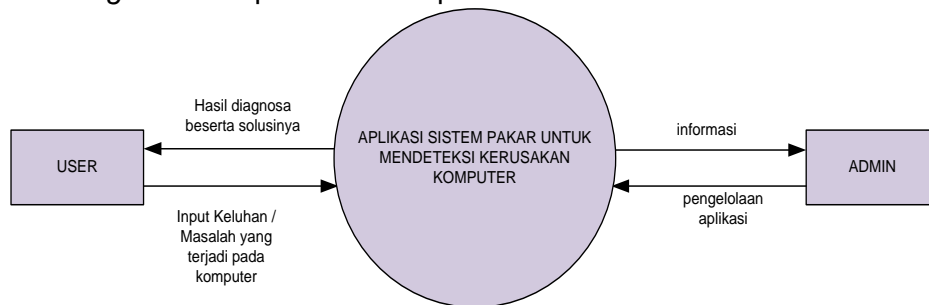 Hasil diagnosa
beserta solusinya
USER
Input Keluhan /
Masalah yang
terjadi pada
komputer
APLIKASI SISTEM PAKAR UNTUK
MENDETEKSI KERUSAKAN
KOMPUTER
informasi
ADMIN
pengelolaan
aplikasi